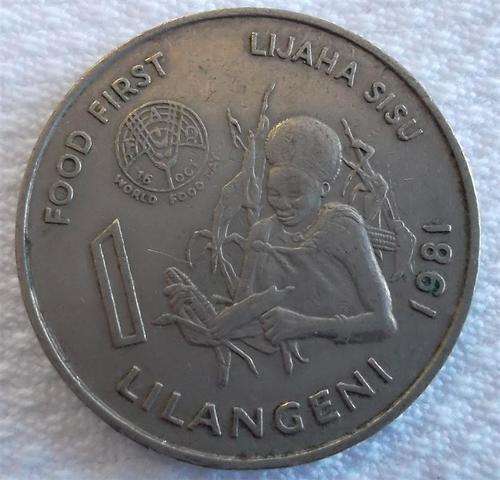 FOOD FIRST
LIJAHA SISU
16 OCT
WORLD FOOD DAY
1981
1
LILANGENI